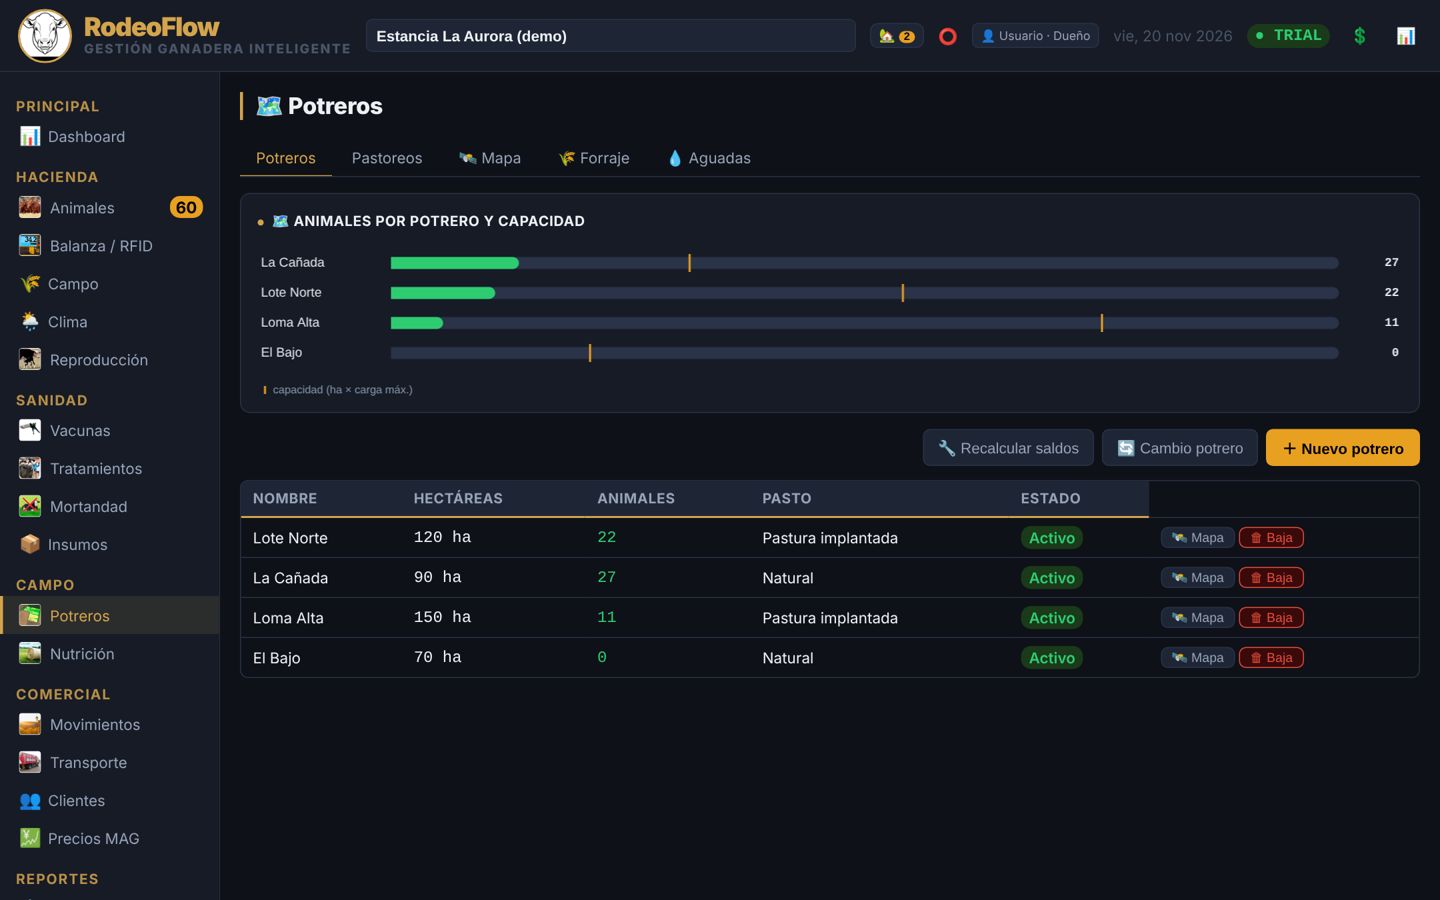 RodeoFlow
GESTIÓN GANADERA INTELIGENTE
Estancia La Aurora (demo)
2
Usuario · Dueño
vie, 20 nov 2026
TRIAL
PRINCIPAL
Dashboard
HACIENDA
Animales 60
Balanza / RFID
Campo
Clima
Reproducción
SANIDAD
Vacunas
Tratamientos
Mortandad
Insumos
CAMPO
Potreros
Nutrición
COMERCIAL
Movimientos
Transporte
Clientes
Precios MAG
REPORTES
Potreros
Potreros Pastoreos Mapa Forraje Aguadas
ANIMALES POR POTRERO Y CAPACIDAD
La Cañada 27
Lote Norte 22
Loma Alta 11
El Bajo 0
capacidad (ha × carga máx.)
Recalcular saldos Cambio potrero + Nuevo potrero
NOMBRE HECTÁREAS ANIMALES PASTO ESTADO
Lote Norte 120 ha 22 Pastura implantada Activo Mapa Baja
La Cañada 90 ha 27 Natural Activo Mapa Baja
Loma Alta 150 ha 11 Pastura implantada Activo Mapa Baja
El Bajo 70 ha 0 Natural Activo Mapa Baja